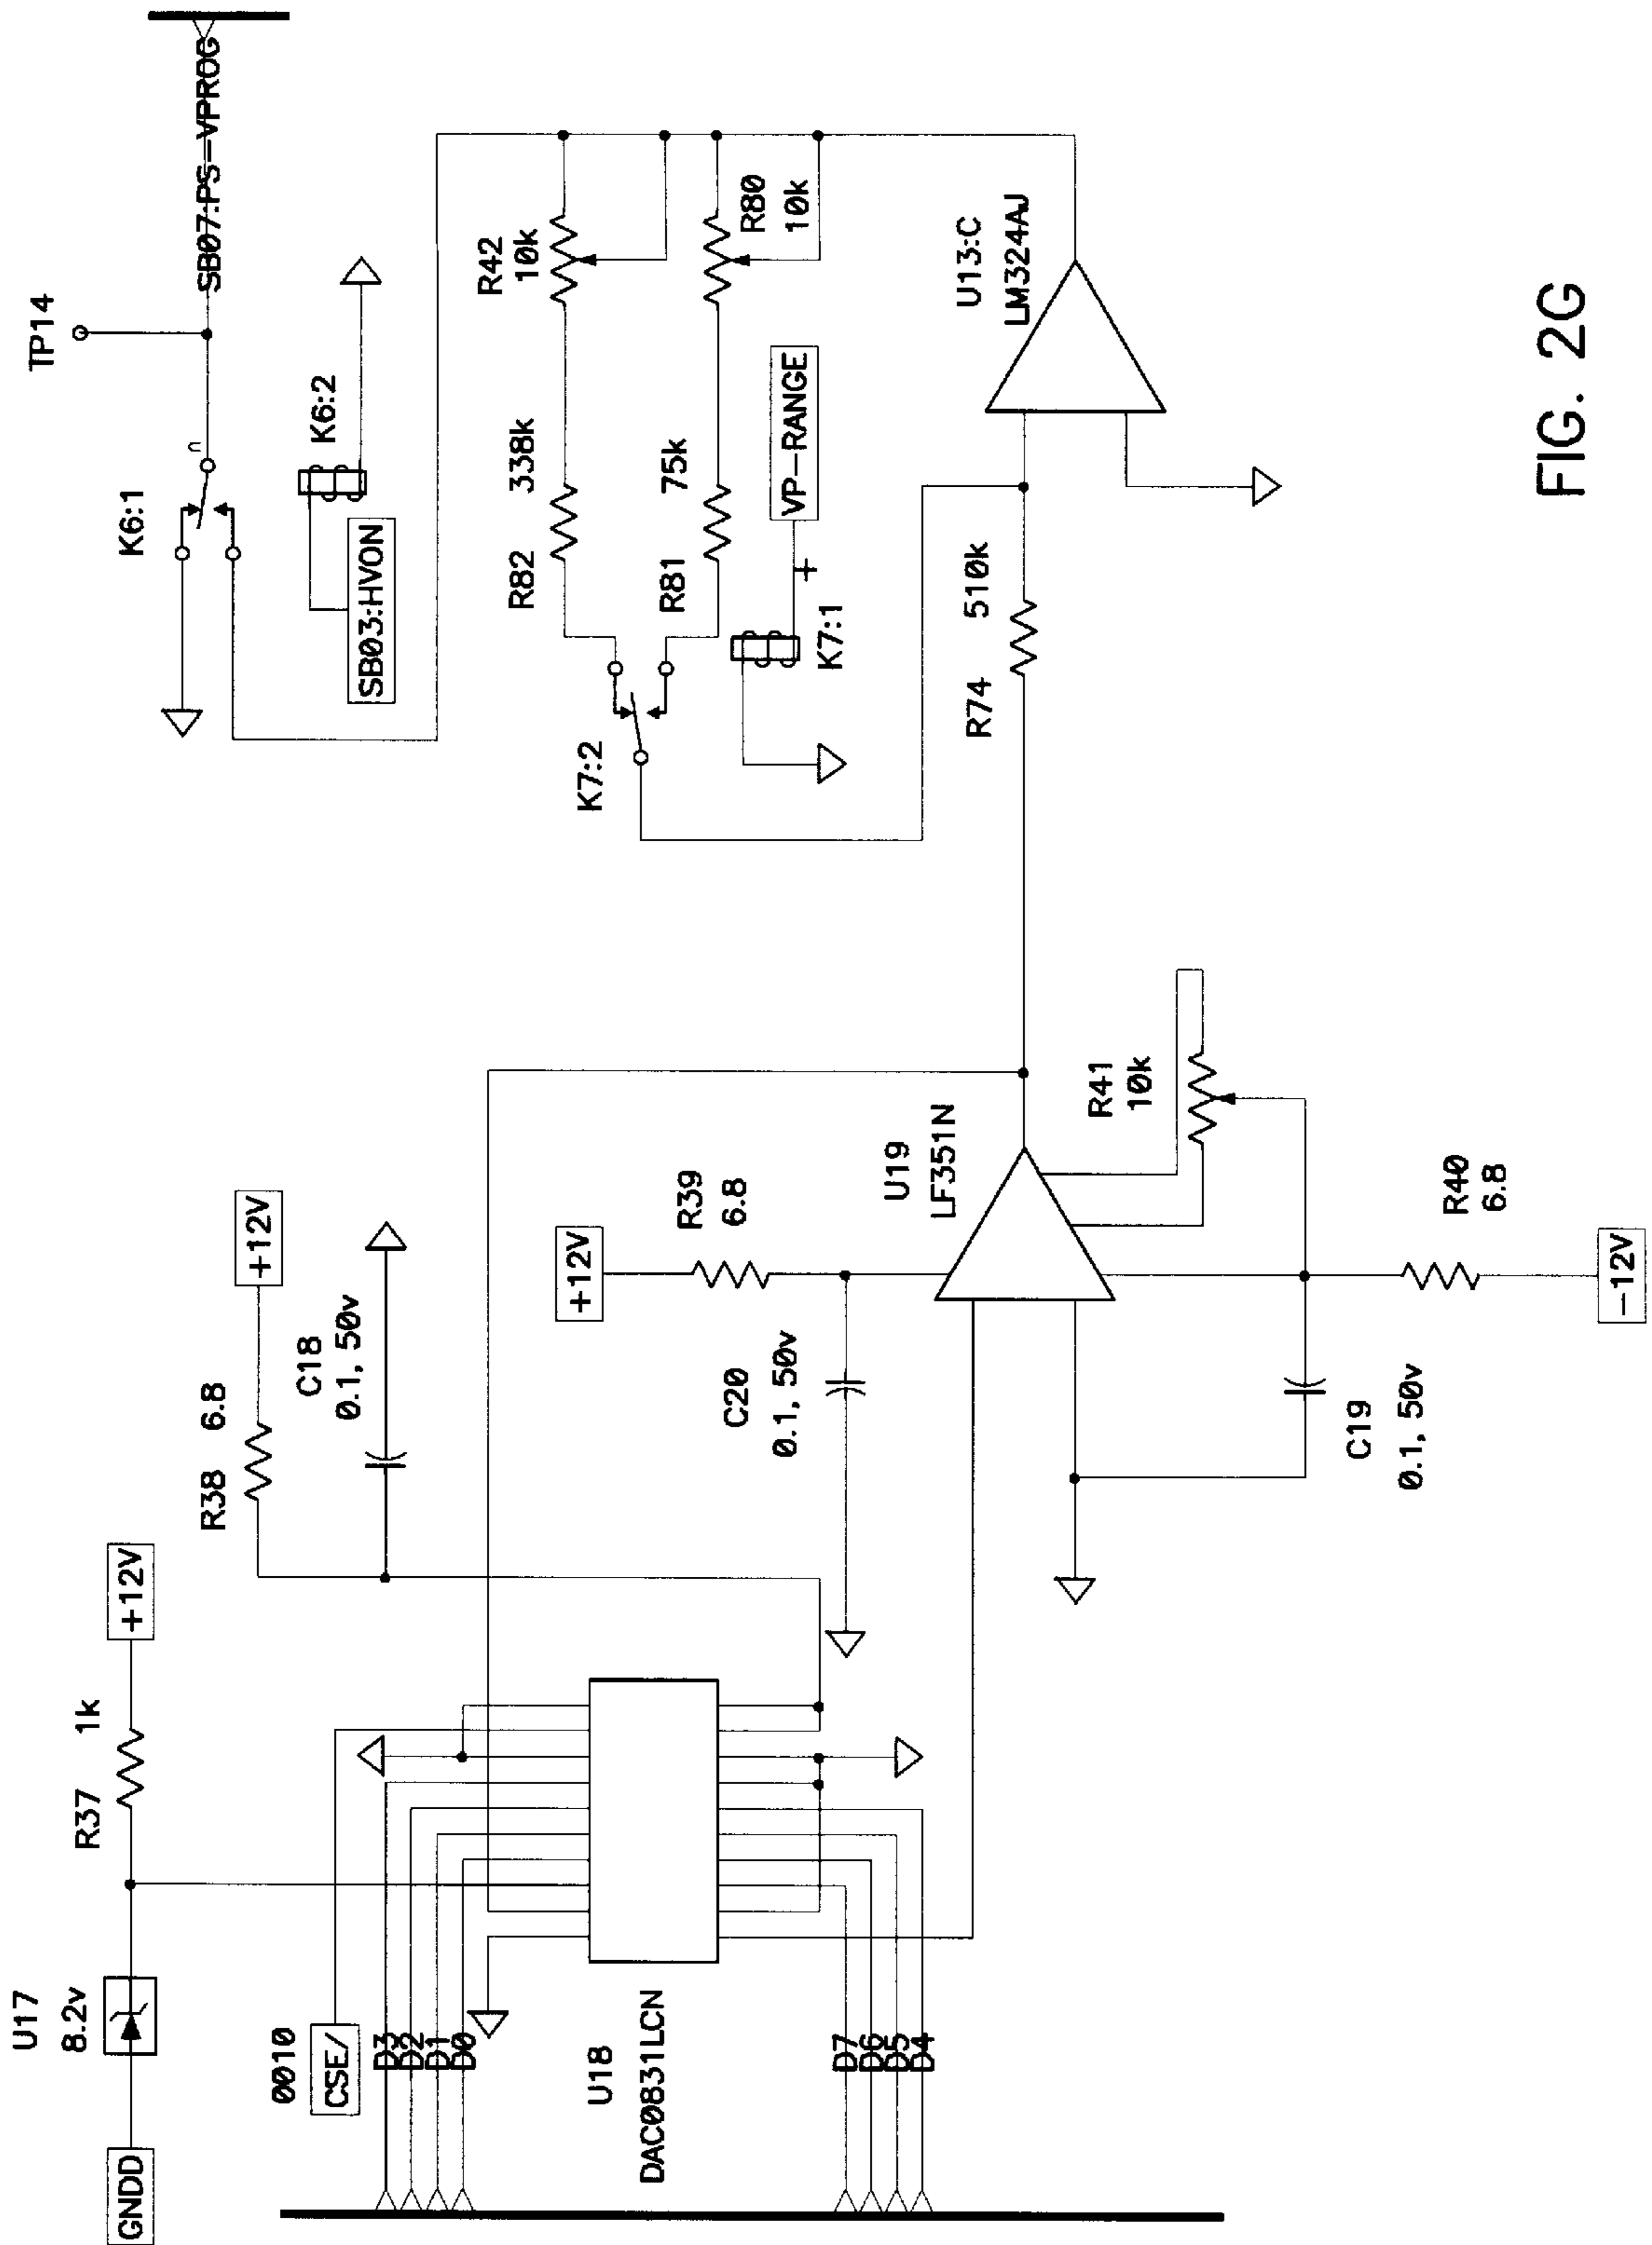 U17
8.2v
GNDD
R37 1k
+12V
R38 6.8
+12V
C18
0.1, 50v
0010
CSE/
D3
D2
D1
D0
U18
DAC0831LCN
D7
D6
D5
D4
+12V
R39
6.8
C20
0.1, 50v
U19
LF351N
R41
10k
C19
0.1, 50v
R40
6.8
-12V
TP14
SB07:PS-VPROG
K6:1
K6:2
SB03:HVON
R42
10k
R82 338k
R81 75k
R80
10k
K7:2
K7:1
+
VP-RANGE
R74 510k
U13:C
LM324AJ
FIG. 2G